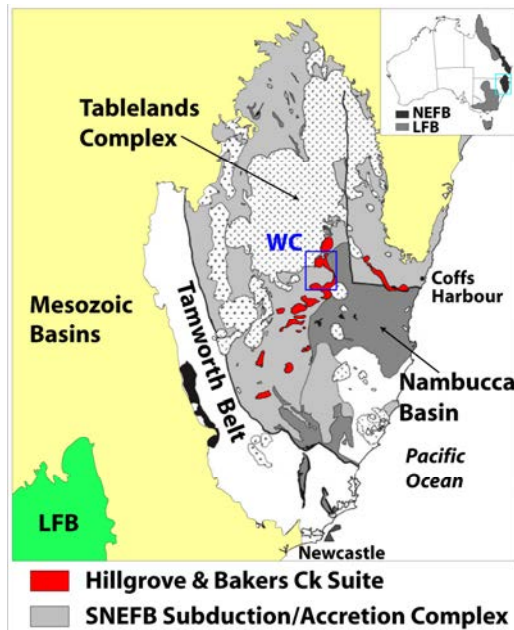 NEFB
LFB
Tablelands
Complex
WC
Coffs
Harbour
Mesozoic
Basins
Tamworth Belt
Nambucca
Basin
Pacific
Ocean
LFB
Newcastle
Hillgrove & Bakers Ck Suite
SNEFB Subduction/Accretion Complex